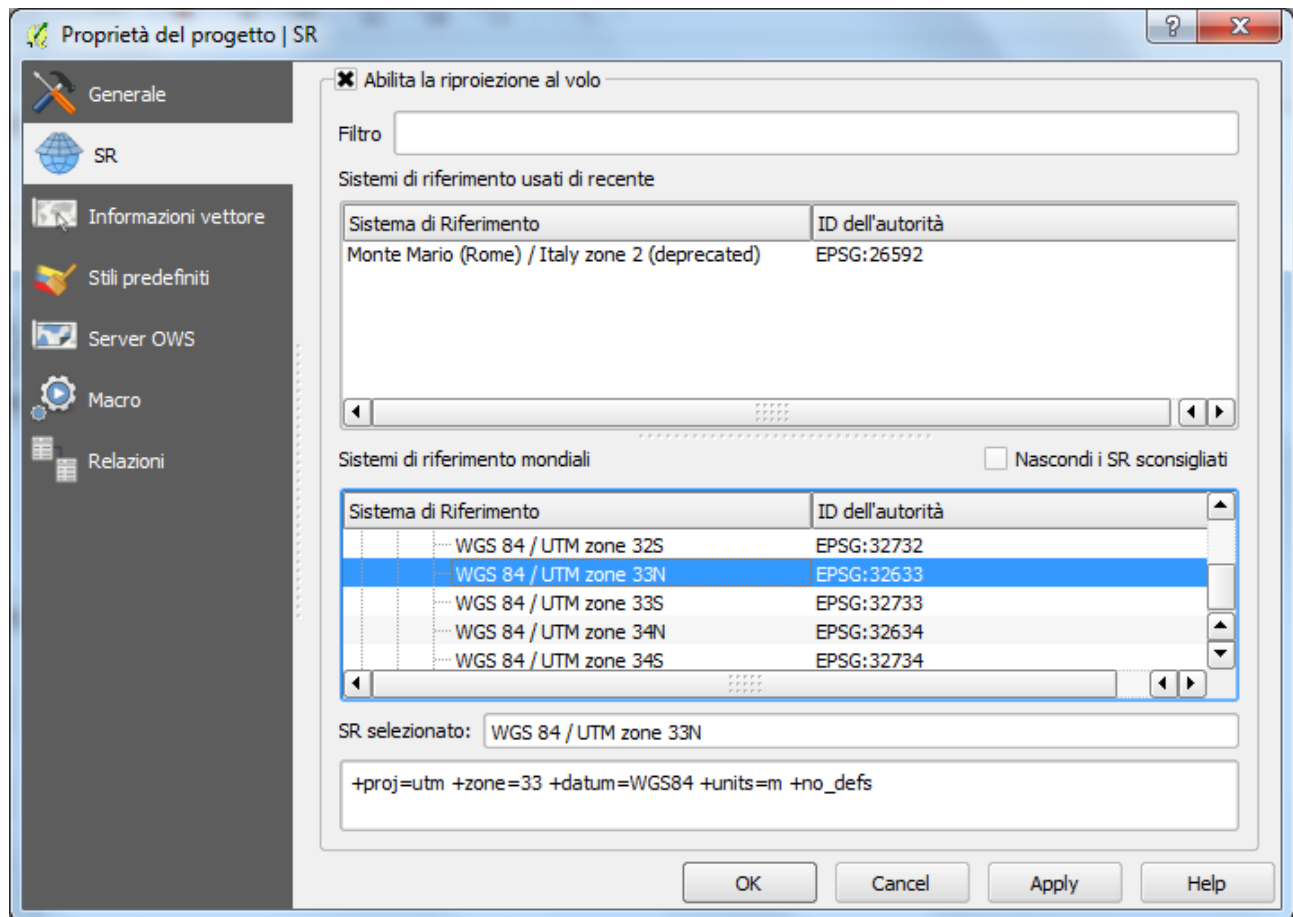 Proprietà del progetto | SR
Generale
SR
Informazioni vettore
Stili predefiniti
Server OWS
Macro
Relazioni
Abilita la riproiezione al volo
Filtro
Sistemi di riferimento usati di recente
Sistema di Riferimento ID dell'autorità
Monte Mario (Rome) / Italy zone 2 (deprecated) EPSG:26592
Sistemi di riferimento mondiali Nascondi i SR sconsigliati
Sistema di Riferimento ID dell'autorità
WGS 84 / UTM zone 32S EPSG:32732
WGS 84 / UTM zone 33N EPSG:32633
WGS 84 / UTM zone 33S EPSG:32733
WGS 84 / UTM zone 34N EPSG:32634
WGS 84 / UTM zone 34S EPSG:32734
SR selezionato: WGS 84 / UTM zone 33N
+proj=utm +zone=33 +datum=WGS84 +units=m +no_defs
OK Cancel Apply Help